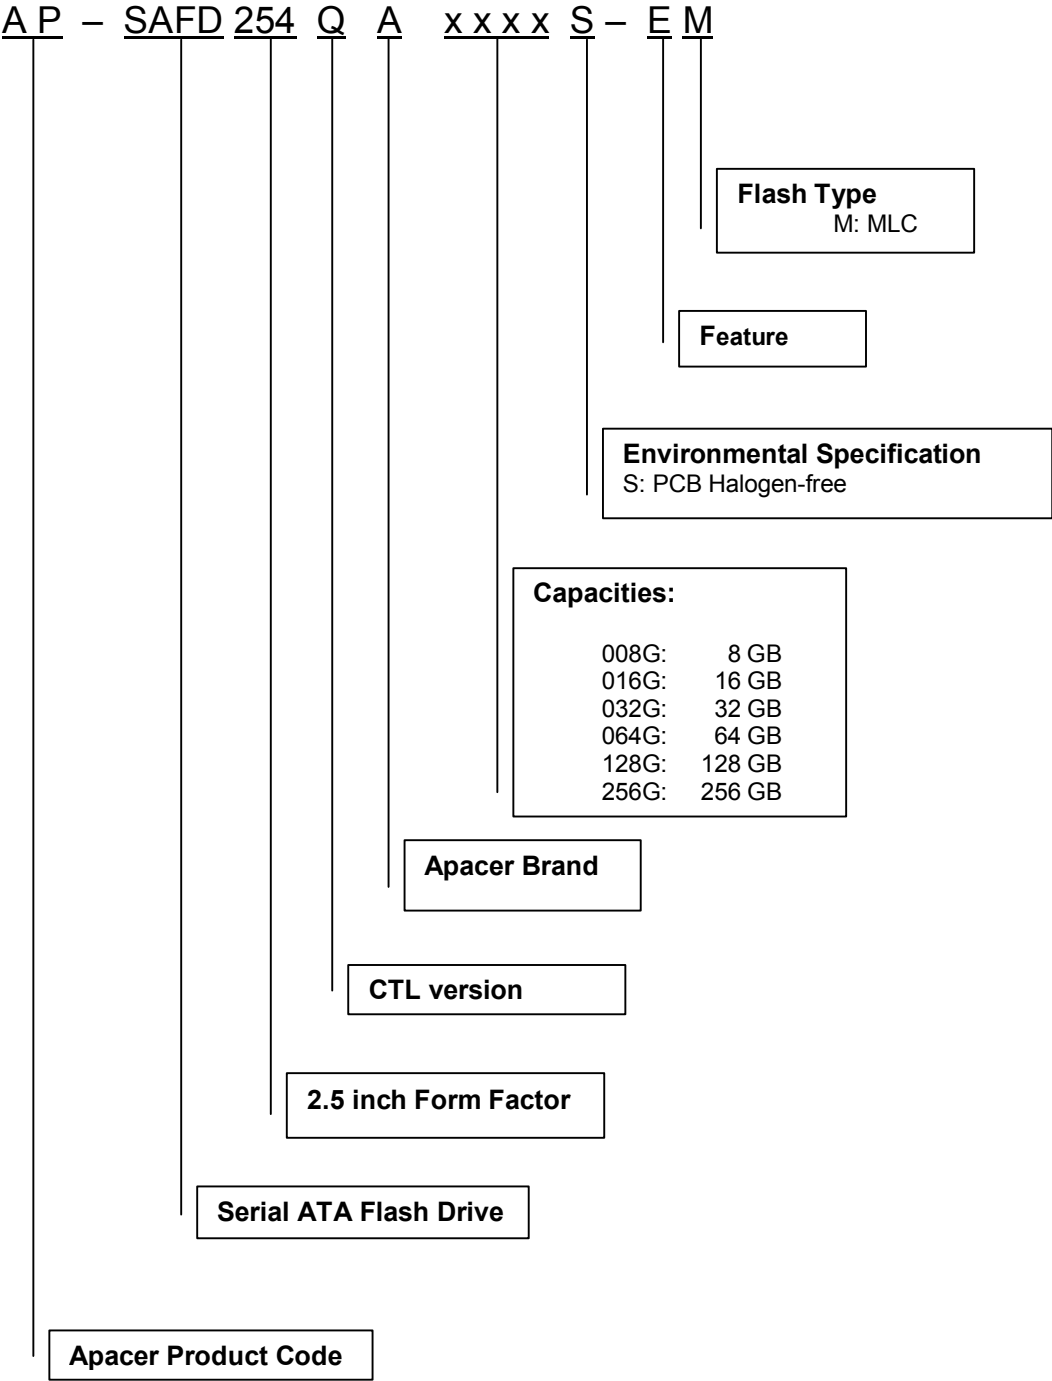 A P – SAFD 254 Q A x x x x S – E M
Flash Type
M: MLC
Feature
Environmental Specification
S: PCB Halogen-free
Capacities:
008G: 8 GB
016G: 16 GB
032G: 32 GB
064G: 64 GB
128G: 128 GB
256G: 256 GB
Apacer Brand
CTL version
2.5 inch Form Factor
Serial ATA Flash Drive
Apacer Product Code